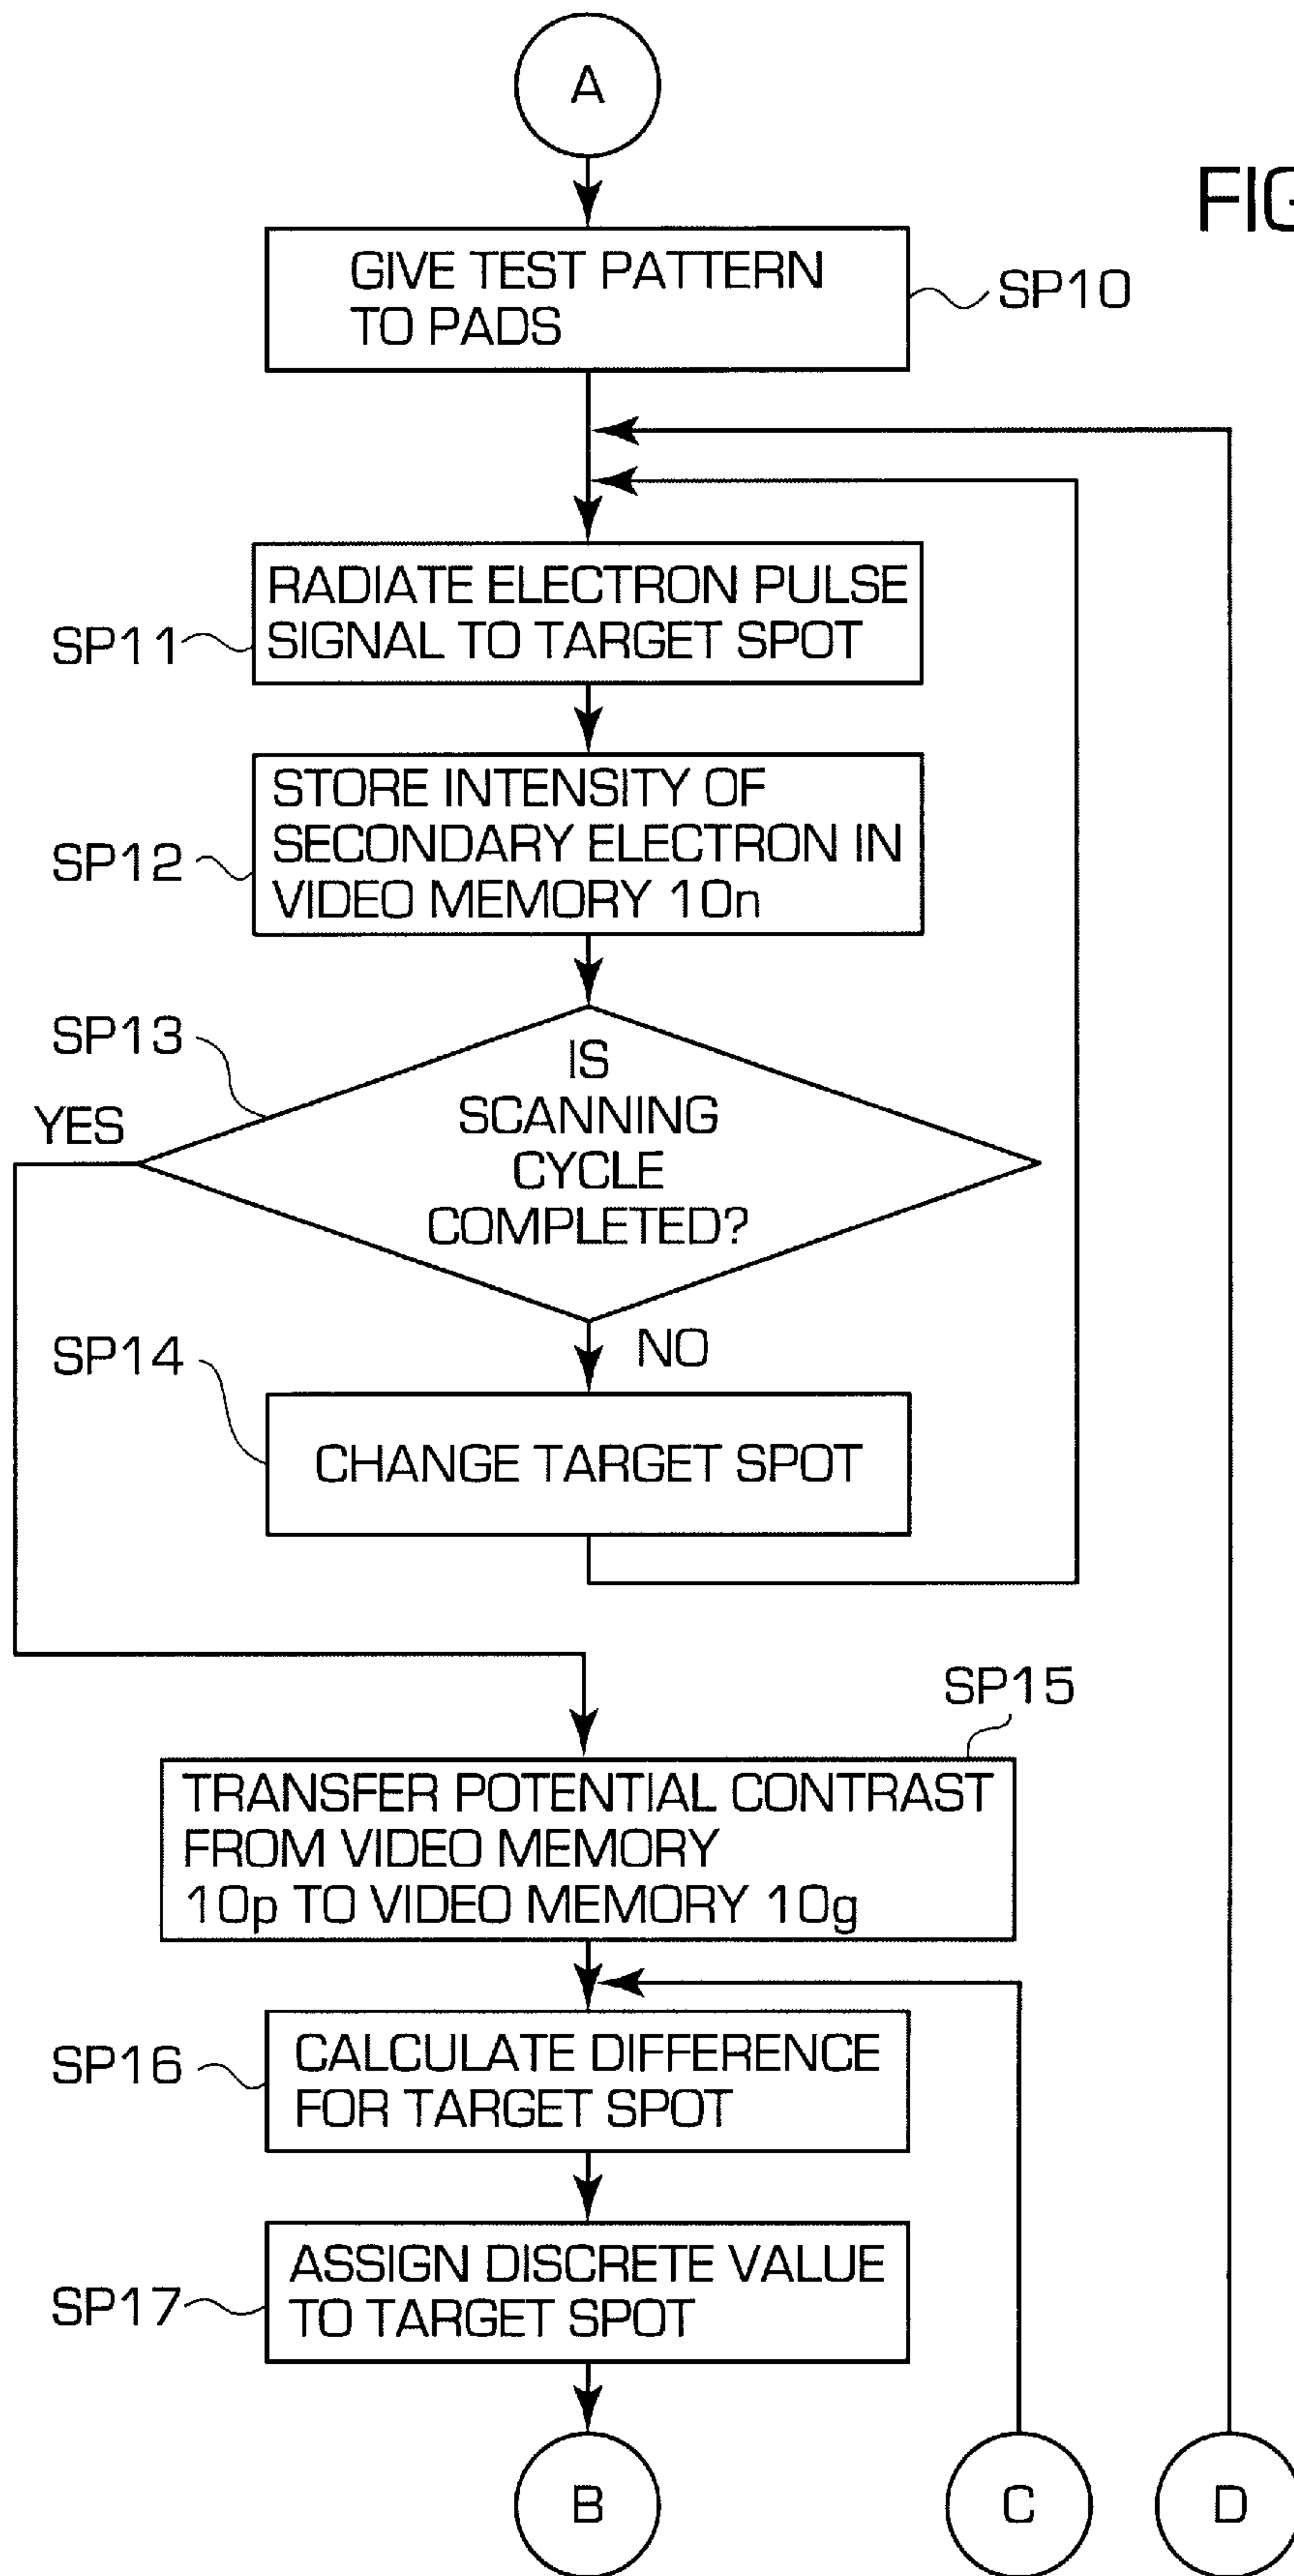 A
FIG
GIVE TEST PATTERN
TO PADS
SP10
RADIATE ELECTRON PULSE
SIGNAL TO TARGET SPOT
SP11
STORE INTENSITY OF
SECONDARY ELECTRON IN
VIDEO MEMORY 10n
SP12
SP13
IS
SCANNING
CYCLE
COMPLETED?
YES
NO
SP14
CHANGE TARGET SPOT
SP15
TRANSFER POTENTIAL CONTRAST
FROM VIDEO MEMORY
10p TO VIDEO MEMORY 10g
CALCULATE DIFFERENCE
FOR TARGET SPOT
SP16
ASSIGN DISCRETE VALUE
TO TARGET SPOT
SP17
B
C
D